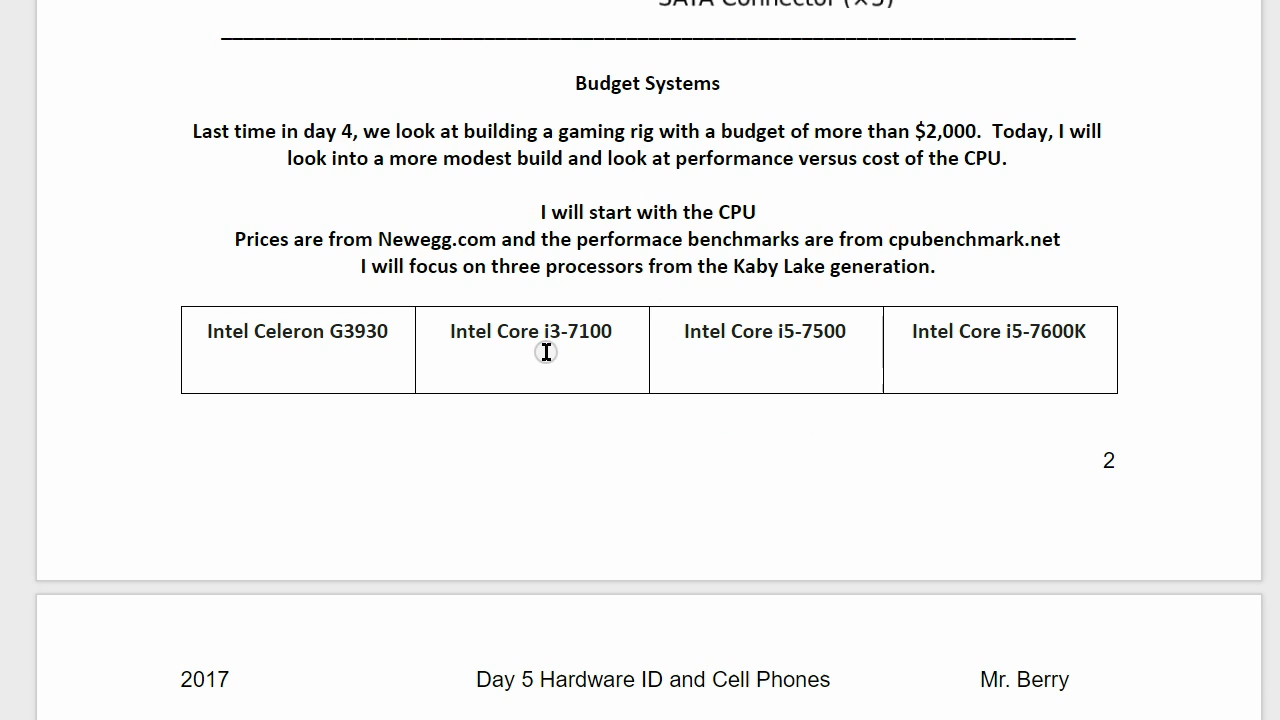 SATA Connector (×5)
Budget Systems
Last time in day 4, we look at building a gaming rig with a budget of more than $2,000.  Today, I will
look into a more modest build and look at performance versus cost of the CPU.
I will start with the CPU
Prices are from Newegg.com and the performace benchmarks are from cpubenchmark.net
I will focus on three processors from the Kaby Lake generation.
Intel Celeron G3930
Intel Core i3-7100
Intel Core i5-7500
Intel Core i5-7600K
2
2017
Day 5 Hardware ID and Cell Phones
Mr. Berry